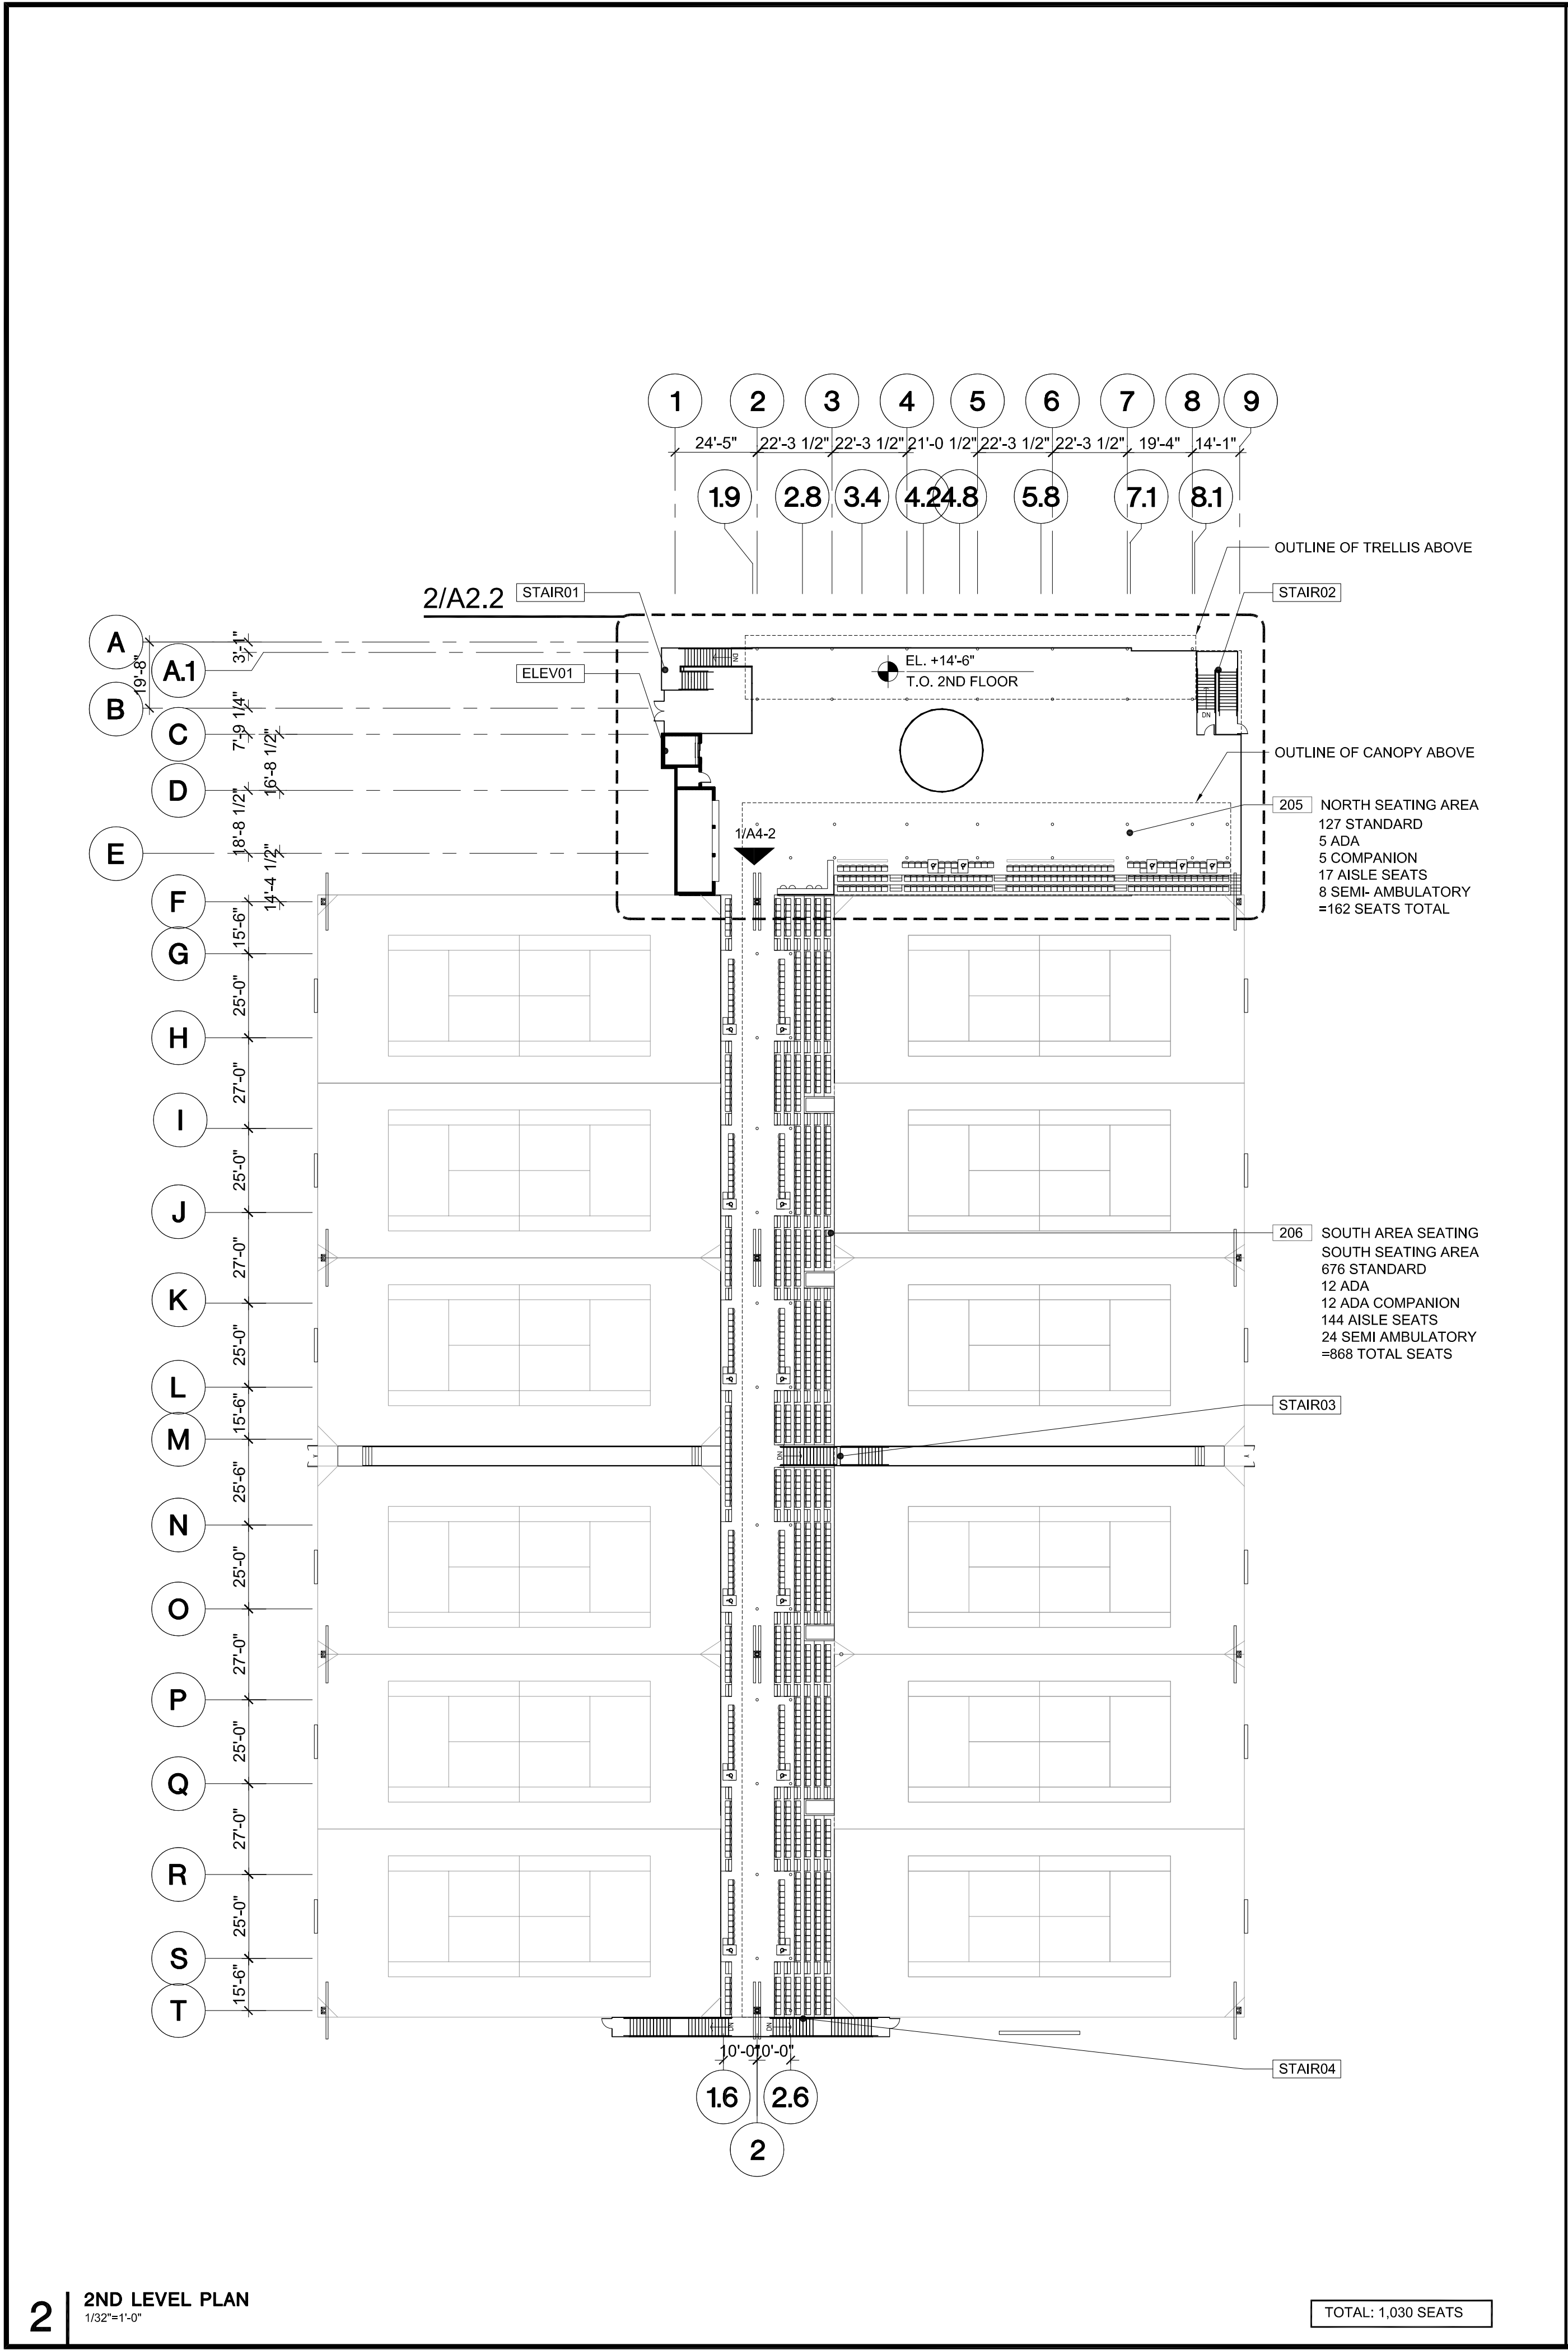 1 2 3 4 5 6 7 8 9
24'-5" 22'-3 1/2" 22'-3 1/2" 21'-0 1/2" 22'-3 1/2" 22'-3 1/2" 19'-4" 14'-1"
1.9 2.8 3.4 4.2 4.8 5.8 7.1 8.1
OUTLINE OF TRELLIS ABOVE
2/A2.2
STAIR01
STAIR02
A
3'-1"
A.1
19'-8"
B
7'-9 1/4"
C
16'-8 1/2"
D
18'-8 1/2"
E
14'-4 1/2"
F
15'-6"
G
25'-0"
H
27'-0"
I
25'-0"
J
27'-0"
K
25'-0"
L
15'-6"
M
25'-6"
N
25'-0"
O
27'-0"
P
25'-0"
Q
27'-0"
R
25'-0"
S
15'-6"
T
ELEV01
DN
EL. +14'-6"
T.O. 2ND FLOOR
DN
OUTLINE OF CANOPY ABOVE
1/A4-2
205 NORTH SEATING AREA
127 STANDARD
5 ADA
5 COMPANION
17 AISLE SEATS
8 SEMI- AMBULATORY
=162 SEATS TOTAL
206 SOUTH AREA SEATING
SOUTH SEATING AREA
676 STANDARD
12 ADA
12 ADA COMPANION
144 AISLE SEATS
24 SEMI AMBULATORY
=868 TOTAL SEATS
STAIR03
DN
DN DN
STAIR04
10'-0" 10'-0"
1.6 2.6
2
2
2ND LEVEL PLAN
1/32"=1'-0"
TOTAL: 1,030 SEATS